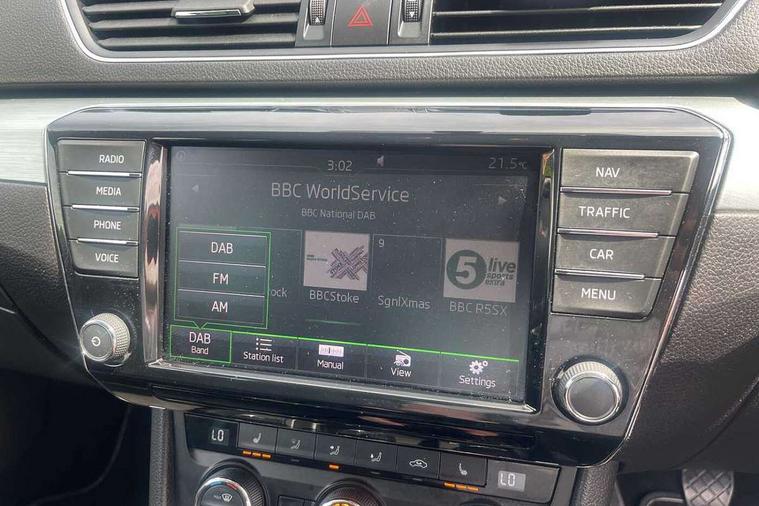 RADIO
MEDIA
PHONE
VOICE
3:02
21.5°C
BBC WorldService
BBC National DAB
DAB
FM
AM
ock
BBCStoke
9
SgnlXmas
5 live
sports
extra
BBC R5SX
DAB
Band
Station list
Manual
View
Settings
NAV
TRAFFIC
CAR
MENU
LO
LO